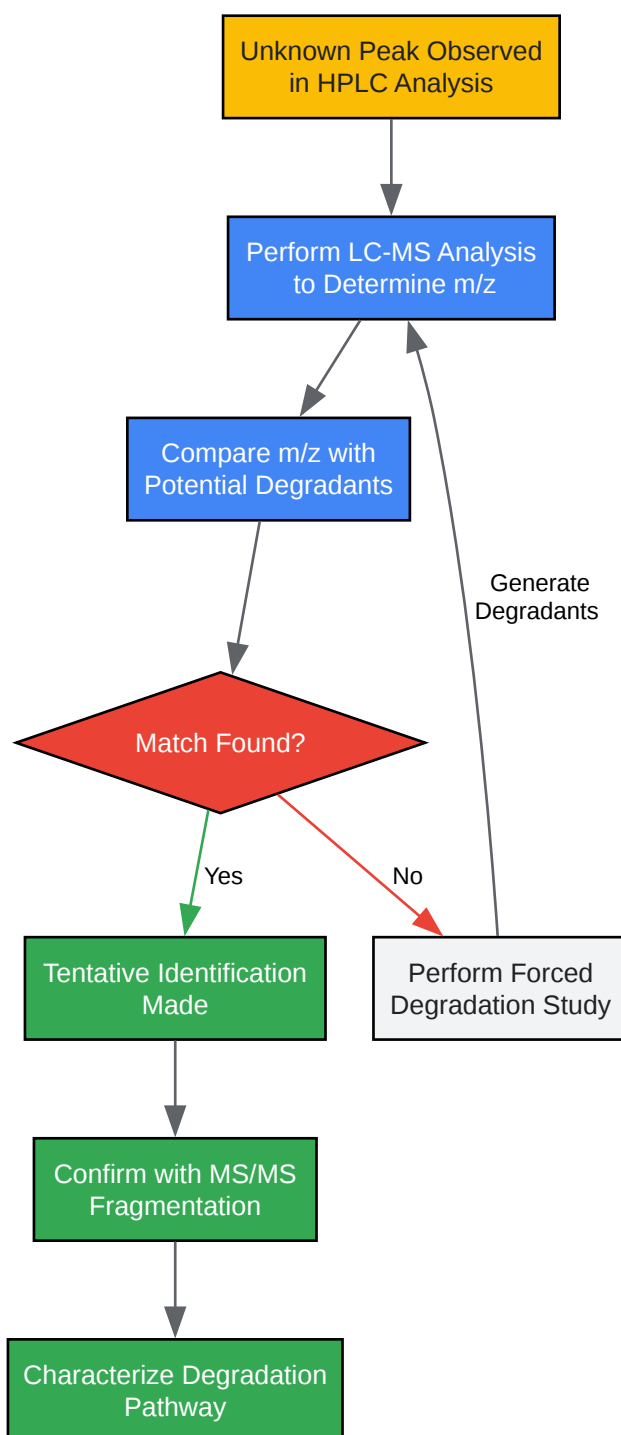 Unknown Peak Observed
in HPLC Analysis
Perform LC-MS Analysis
to Determine m/z
Compare m/z with
Potential Degradants
Generate
Degradants
Match Found?
Yes
No
Tentative Identification
Made
Perform Forced
Degradation Study
Confirm with MS/MS
Fragmentation
Characterize Degradation
Pathway